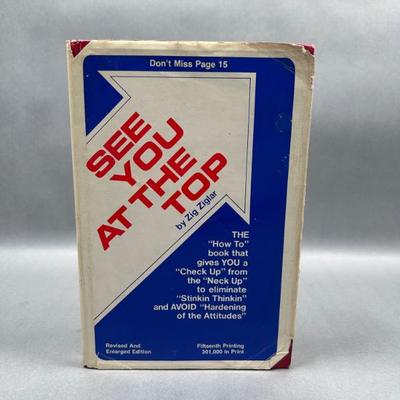 Don't Miss Page 15
SEE
YOU
AT THE
TOP
by Zig Ziglar
THE
"How To"
book that
gives YOU a
"Check Up" from
the "Neck Up"
to eliminate
"Stinkin Thinkin"
and AVOID "Hardening
of the Attitudes"
Revised And
Enlarged Edition
Fifteenth Printing
301,000 In Print